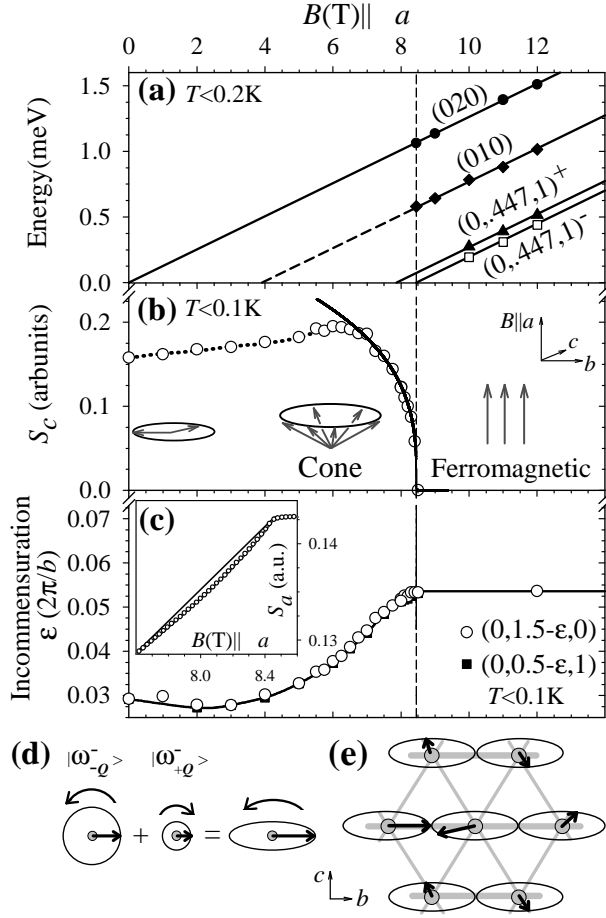 B(T)|| a
0 2 4 6 8 10 12
(a) T<0.2K
Energy(meV)
1.5
1.0
0.5
0.0
(020)
(010)
(0,.447,1)+
(0,.447,1)-
(b) T<0.1K
S_c (arbunits)
0.2
0.1
0.0
B||a
c
b
Cone
Ferromagnetic
(c)
Incommensuration
ε (2π/b)
0.07
0.06
0.05
0.04
0.03
0.14
0.13
S_a (a.u.)
B(T)|| a
8.0 8.4
(0,1.5-ε,0)
(0,0.5-ε,1)
T<0.1K
(d)
|ω⁻_-Q> |ω⁻_+Q>
+ =
(e)
c
b